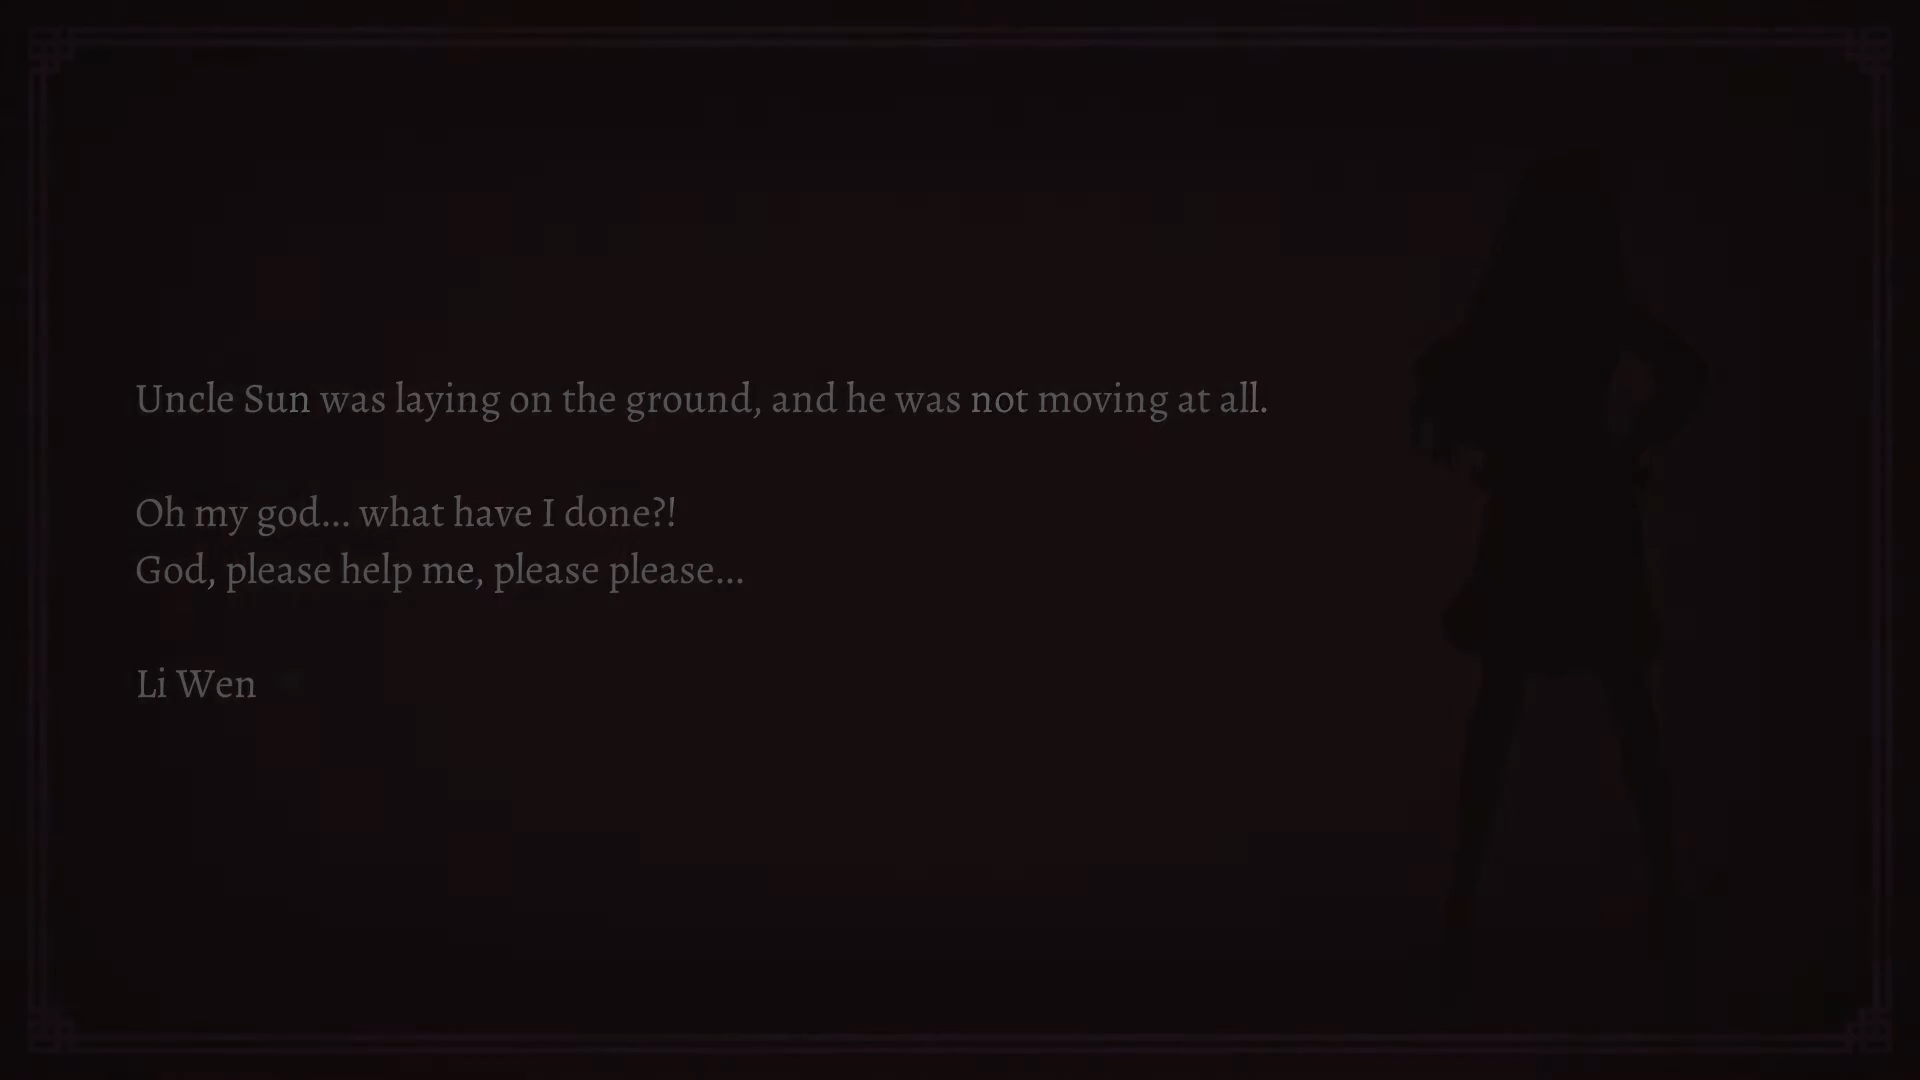 Uncle Sun was laying on the ground, and he was not moving at all.
Oh my god... what have I done?!
God, please help me, please please...
Li Wen